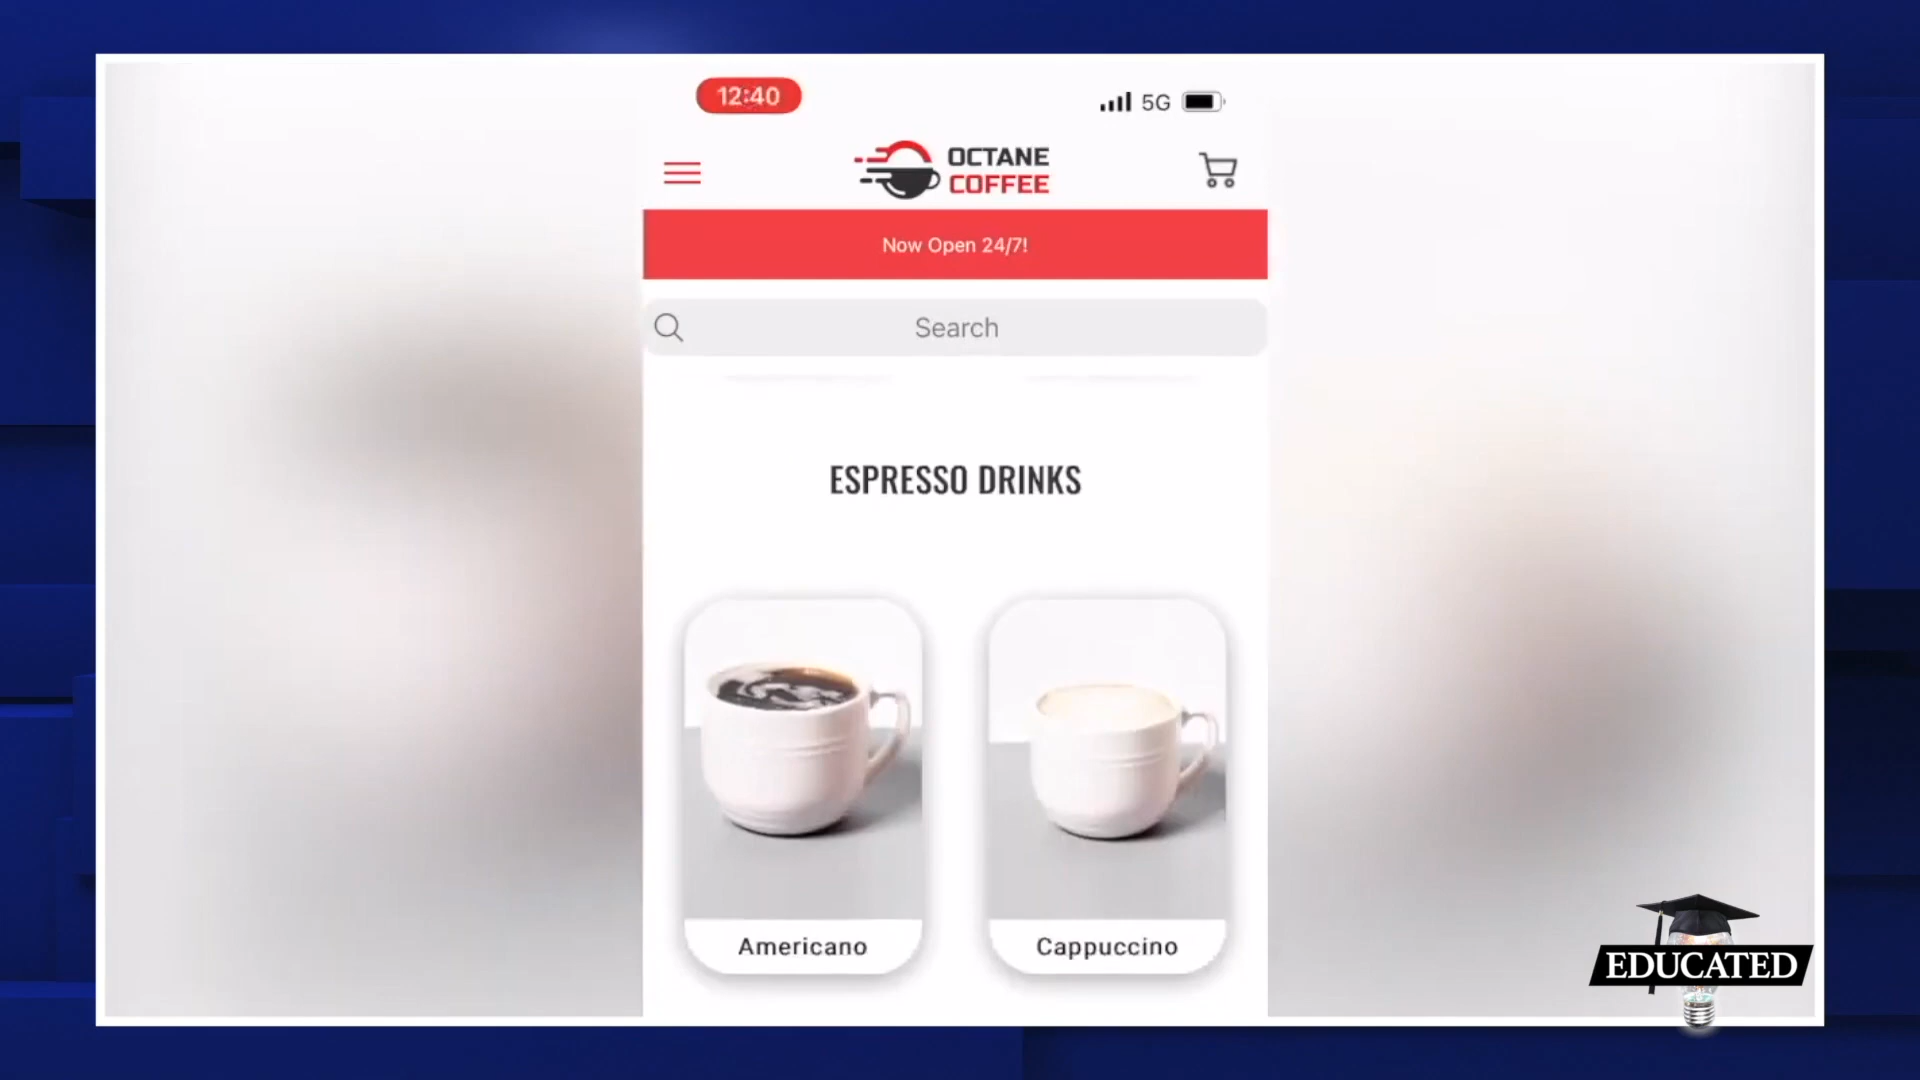 12:40
5G
OCTANE
COFFEE
Now Open 24/7!
Search
ESPRESSO DRINKS
Americano
Cappuccino
EDUCATED